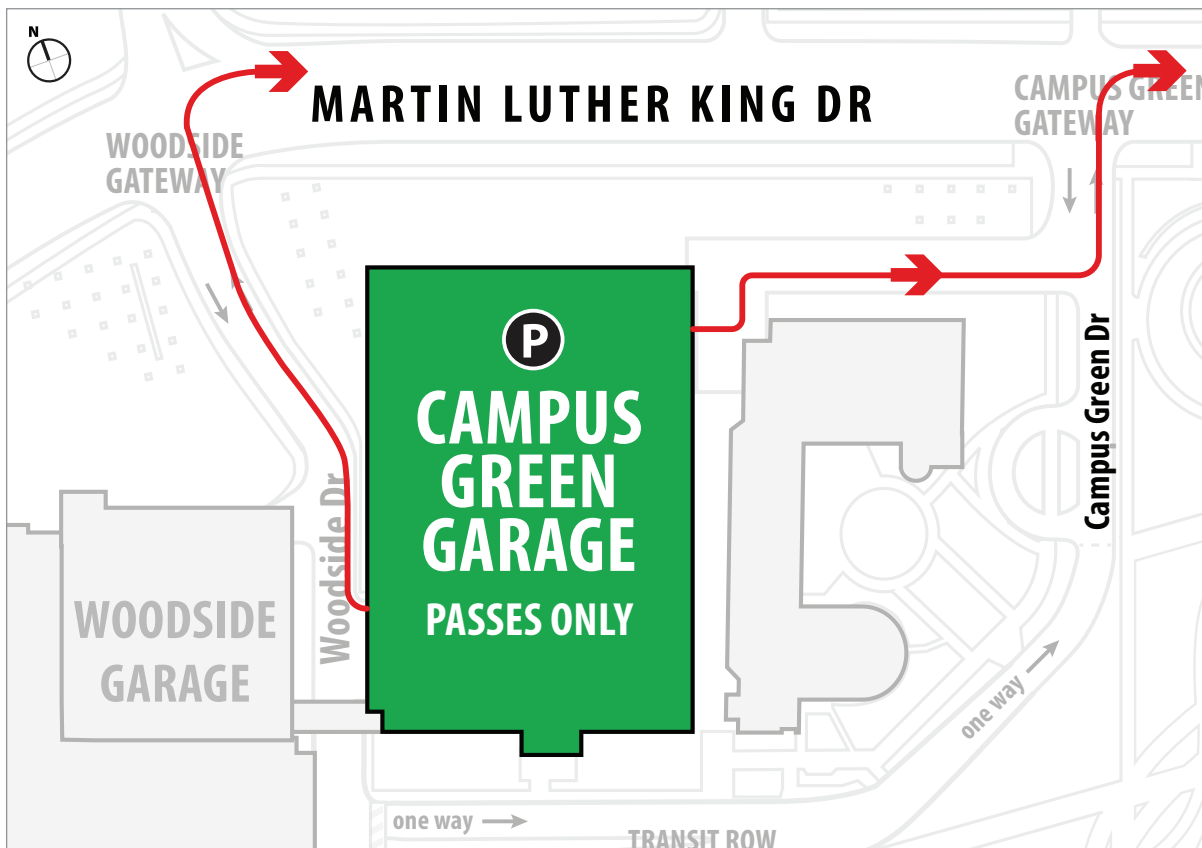 N
MARTIN LUTHER KING DR
CAMPUS GREEN
GATEWAY
WOODSIDE
GATEWAY
P
CAMPUS
GREEN
GARAGE
PASSES ONLY
Campus Green Dr
Woodside Dr
WOODSIDE
GARAGE
one way
one way
TRANSIT ROW